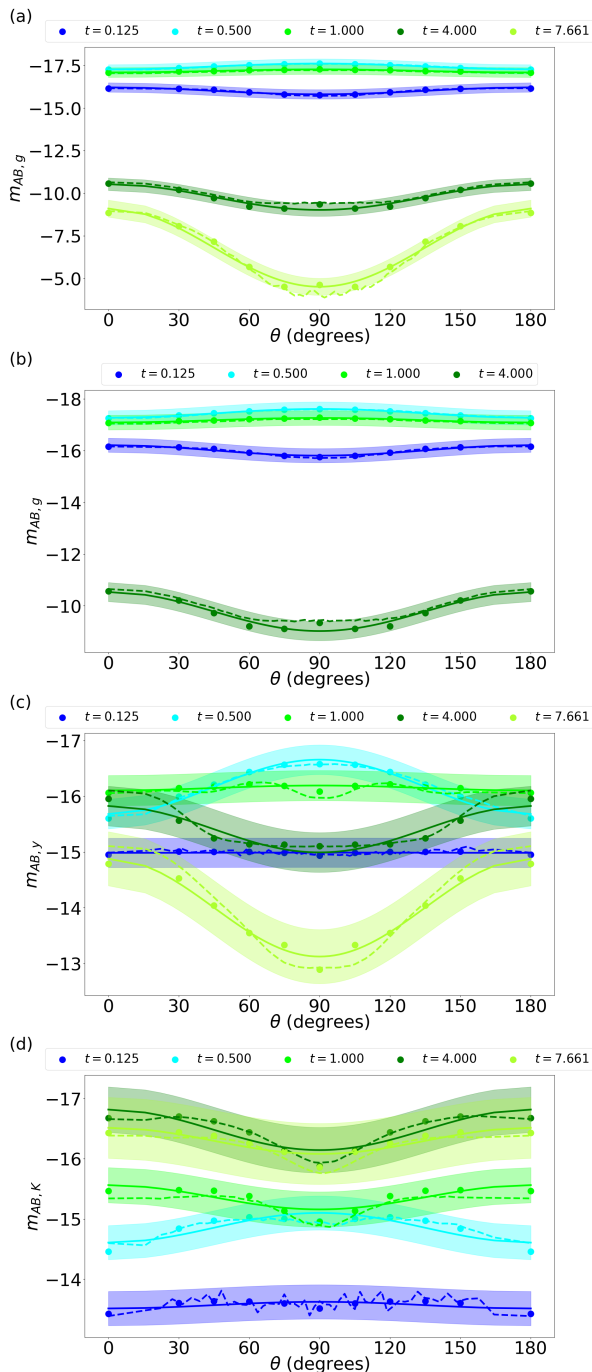 (a)
t = 0.125 t = 0.500 t = 1.000 t = 4.000 t = 7.661
−17.5
−15.0
−12.5
−10.0
−7.5
−5.0
m_{AB, g}
0 30 60 90 120 150 180
θ (degrees)
(b)
t = 0.125 t = 0.500 t = 1.000 t = 4.000
−18
−16
−14
−12
−10
m_{AB, g}
0 30 60 90 120 150 180
θ (degrees)
(c)
t = 0.125 t = 0.500 t = 1.000 t = 4.000 t = 7.661
−17
−16
−15
−14
−13
m_{AB, y}
0 30 60 90 120 150 180
θ (degrees)
(d)
t = 0.125 t = 0.500 t = 1.000 t = 4.000 t = 7.661
−17
−16
−15
−14
m_{AB, K}
0 30 60 90 120 150 180
θ (degrees)